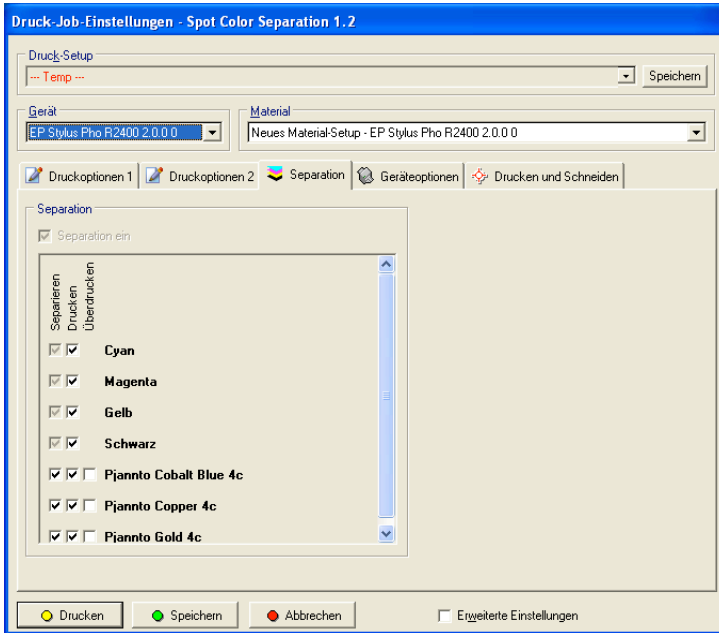 Druck-Job-Einstellungen - Spot Color Separation 1.2
Druck-Setup
--- Temp ---
Speichern
Gerät
Material
EP Stylus Pho R2400 2.0.0 0
Neues Material-Setup - EP Stylus Pho R2400 2.0.0 0
Druckoptionen 1
Druckoptionen 2
Separation
Geräteoptionen
Drucken und Schneiden
Separation
Separation ein
Separieren
Drucken
Überdrucken
Cyan
Magenta
Gelb
Schwarz
Pjannto Cobalt Blue 4c
Pjannto Copper 4c
Pjannto Gold 4c
Drucken
Speichern
Abbrechen
Erweiterte Einstellungen